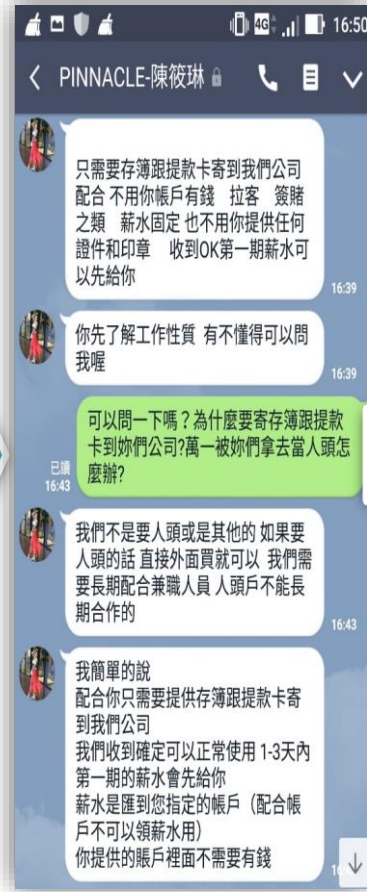 4G 16:50
PINNACLE-陳筱琳
只需要存簿跟提款卡寄到我們公司
配合 不用你帳戶有錢 拉客 簽賭
之類 薪水固定 也不用你提供任何
證件和印章 收到OK第一期薪水可
以先給你
16:39
你先了解工作性質 有不懂得可以問
我喔
16:39
可以問一下嗎？為什麼要寄存簿跟提款
卡到妳們公司?萬一被妳們拿去當人頭怎
麼辦?
已讀
16:43
我們不是要人頭或是其他的 如果要
人頭的話 直接外面買就可以 我們需
要長期配合兼職人員 人頭戶不能長
期合作的
16:43
我簡單的說
配合你只需要提供存簿跟提款卡寄
到我們公司
我們收到確定可以正常使用 1-3天內
第一期的薪水會先給你
薪水是匯到您指定的帳戶（配合帳
戶不可以領薪水用）
你提供的賬戶裡面不需要有錢